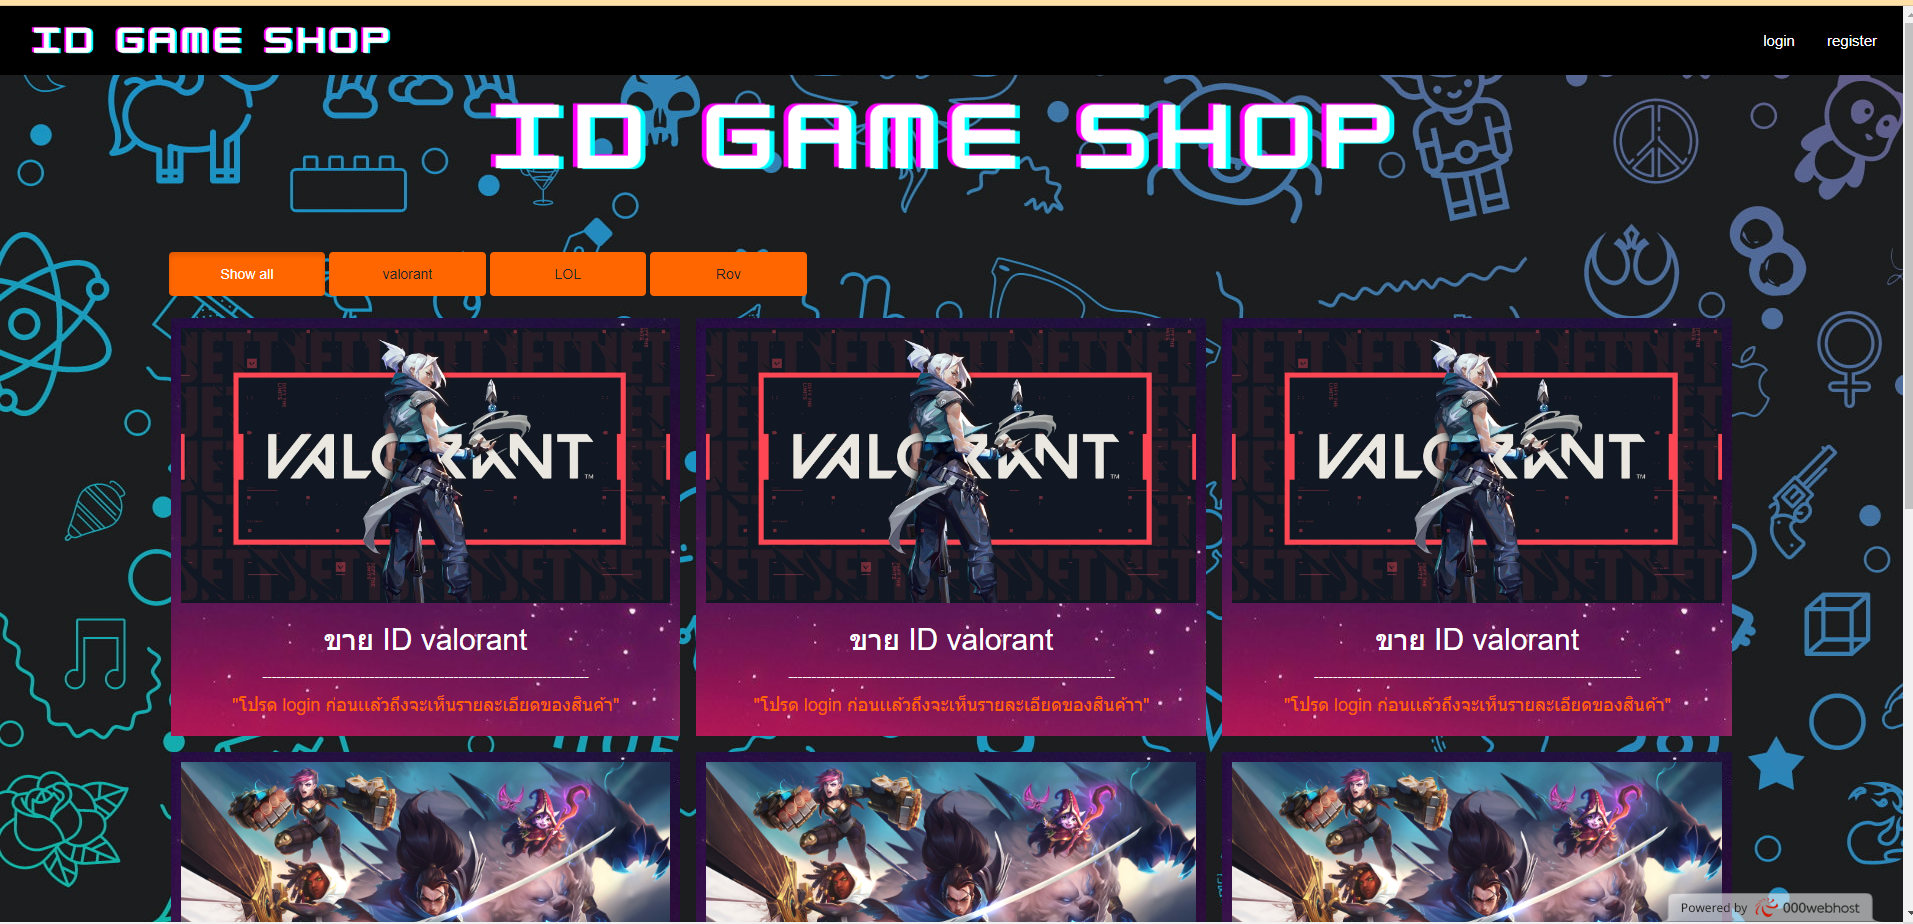 ID GAME SHOP
login
register
ID GAME SHOP
Show all
valorant
LOL
Rov
VALORANT
VALORANT
VALORANT
ขาย ID valorant
ขาย ID valorant
ขาย ID valorant
"โปรด login ก่อนแล้วถึงจะเห็นรายละเอียดของสินค้า"
"โปรด login ก่อนแล้วถึงจะเห็นรายละเอียดของสินค้าา"
"โปรด login ก่อนแล้วถึงจะเห็นรายละเอียดของสินค้า"
Powered by 000webhost